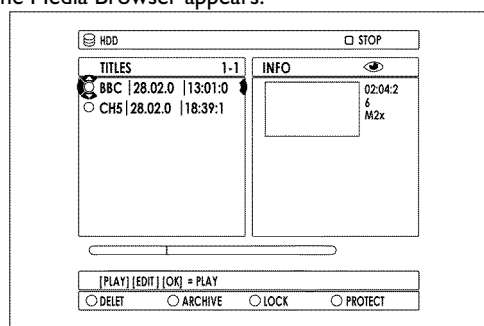 The Media Browser appears.
HDD STOP
TITLES 1-1 INFO
BBC |28.02.0 |13:01:0
CH5|28.02.0 |18:39:1
02:04:2
6
M2x
[PLAY] [EDIT] [OK] = PLAY
DELET ARCHIVE LOCK PROTECT